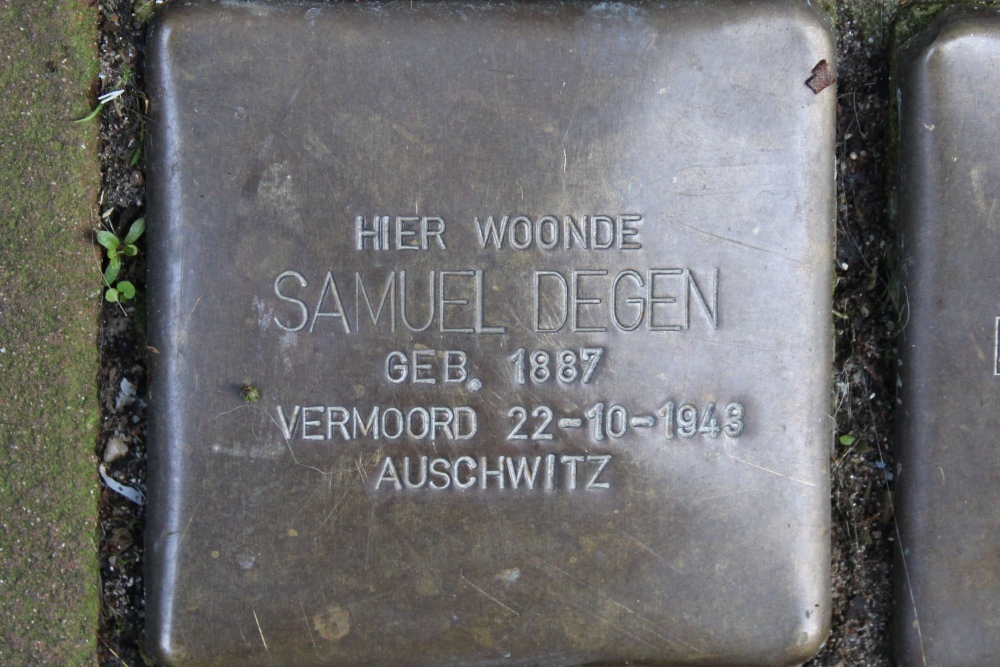 HIER WOONDE
SAMUEL DEGEN
GEB. 1887
VERMOORD 22-10-1943
AUSCHWITZ